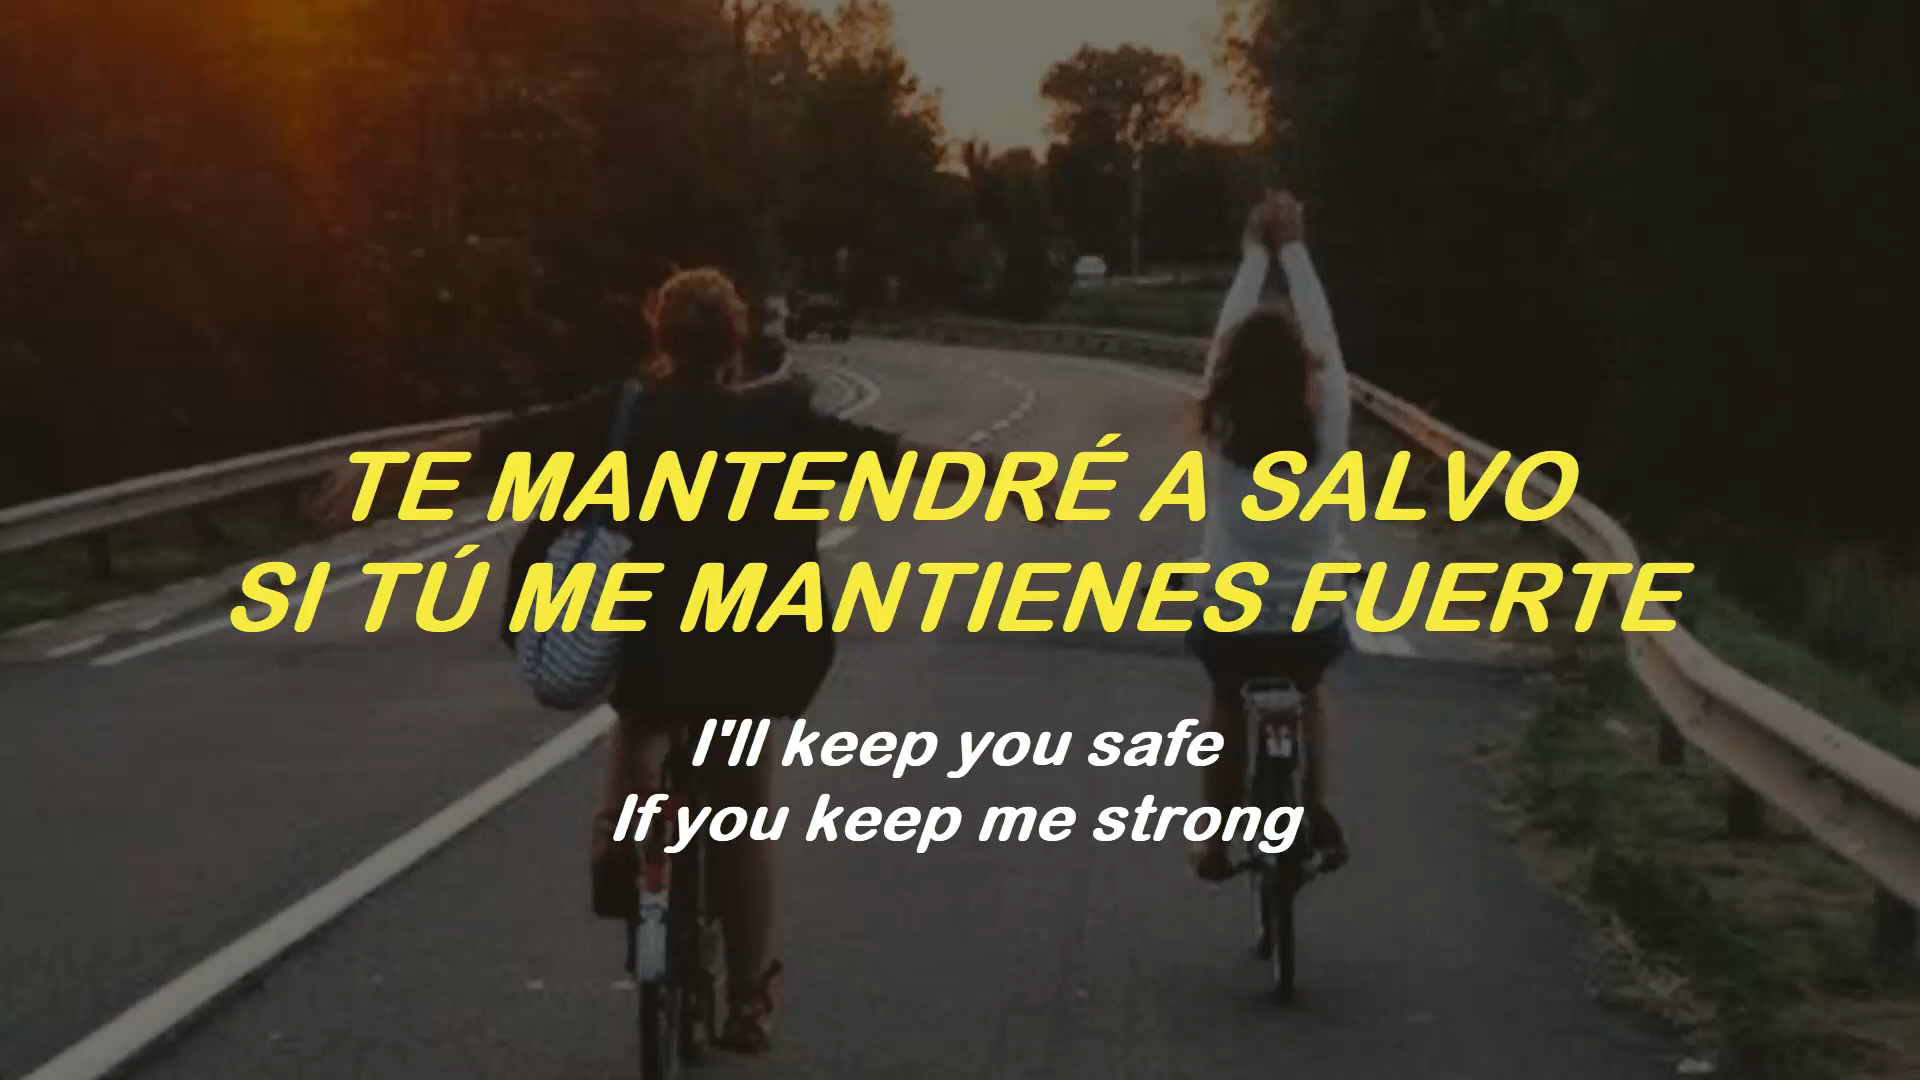 TE MANTENDRÉ A SALVO
SI TÚ ME MANTIENES FUERTE
I'll keep you safe
If you keep me strong